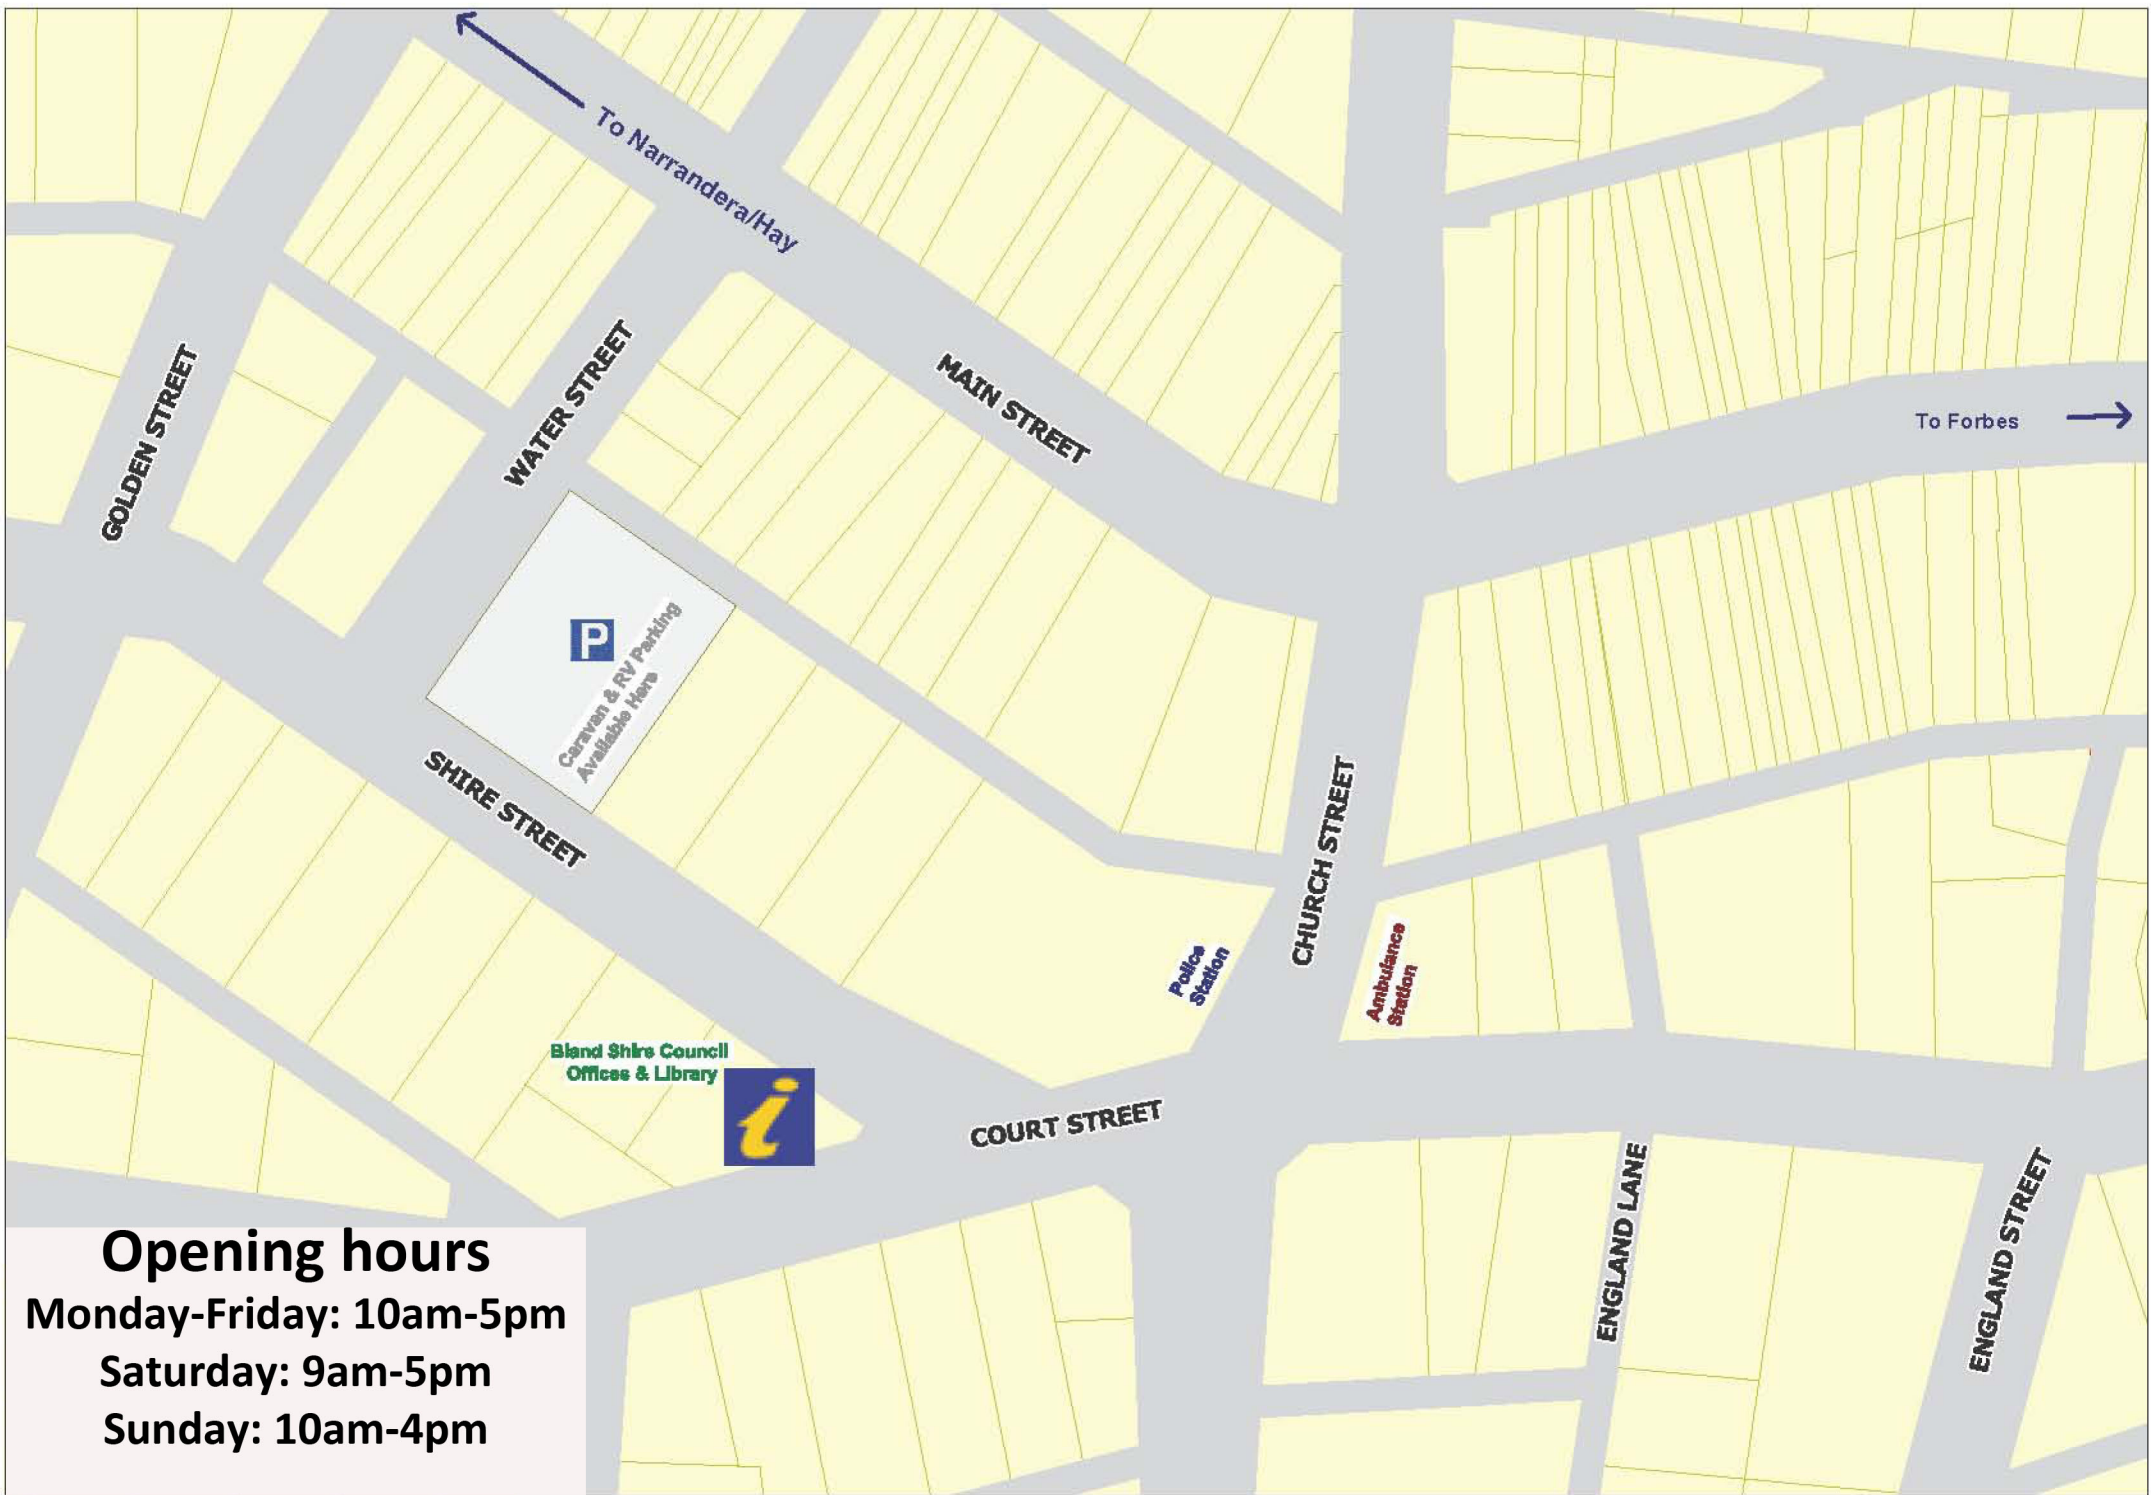 To Narrandera/Hay
GOLDEN STREET
WATER STREET
MAIN STREET
To Forbes
P
Caravan & RV Parking
Available Here
SHIRE STREET
CHURCH STREET
Police
Station
Ambulance
Station
Bland Shire Council
Offices & Library
i
COURT STREET
ENGLAND LANE
ENGLAND STREET
Opening hours
Monday-Friday: 10am-5pm
Saturday: 9am-5pm
Sunday: 10am-4pm